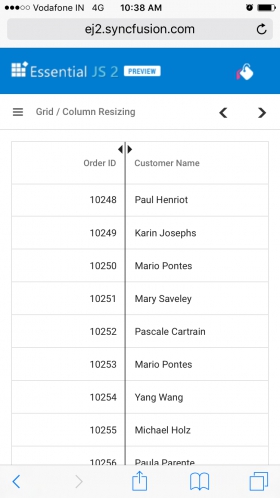 Vodafone IN 4G 10:38 AM
ej2.syncfusion.com
Essential JS 2 PREVIEW
Grid / Column Resizing
Order ID Customer Name
10248 Paul Henriot
10249 Karin Josephs
10250 Mario Pontes
10251 Mary Saveley
10252 Pascale Cartrain
10253 Mario Pontes
10254 Yang Wang
10255 Michael Holz
10256 Paula Parente